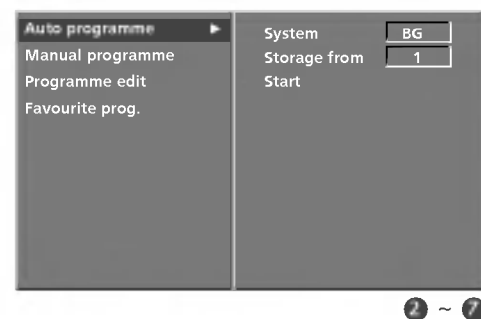 Auto programme ►
Manual programme
Programme edit
Favourite prog.
System BG
Storage from 1
Start
2 ~ 7